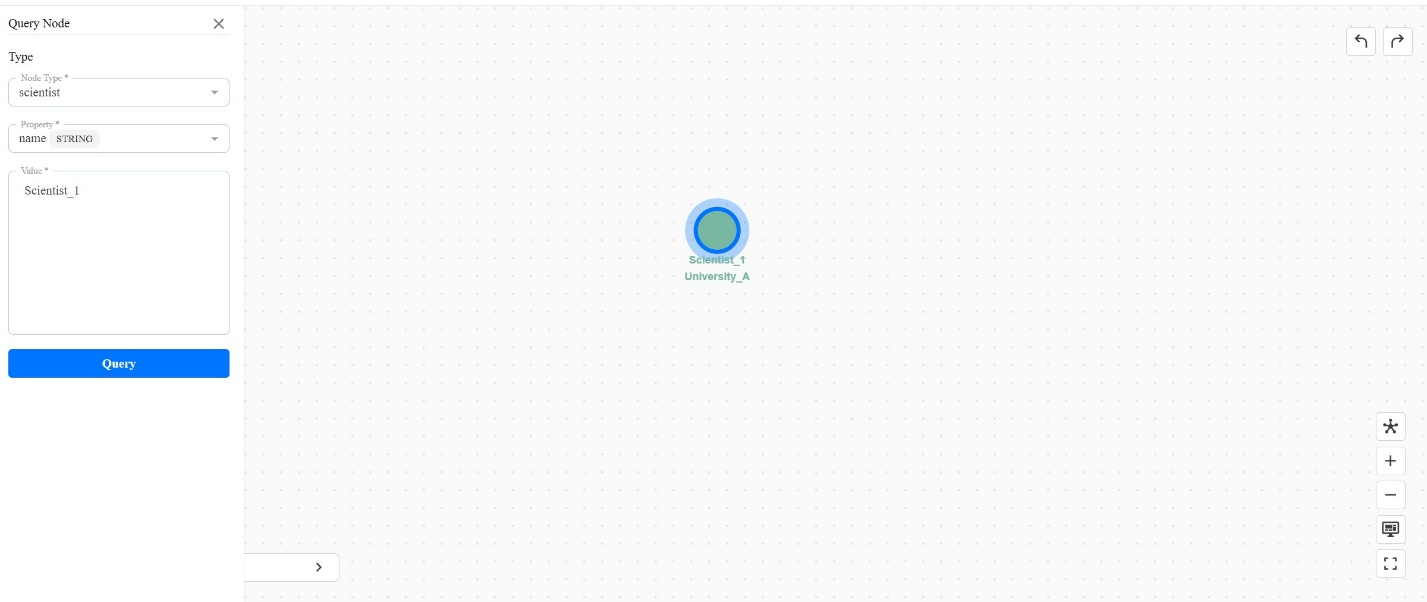 Query Node
Type
Node Type *
scientist
Property *
name STRING
Value *
Scientist_1
Query
Scientist_1
University_A